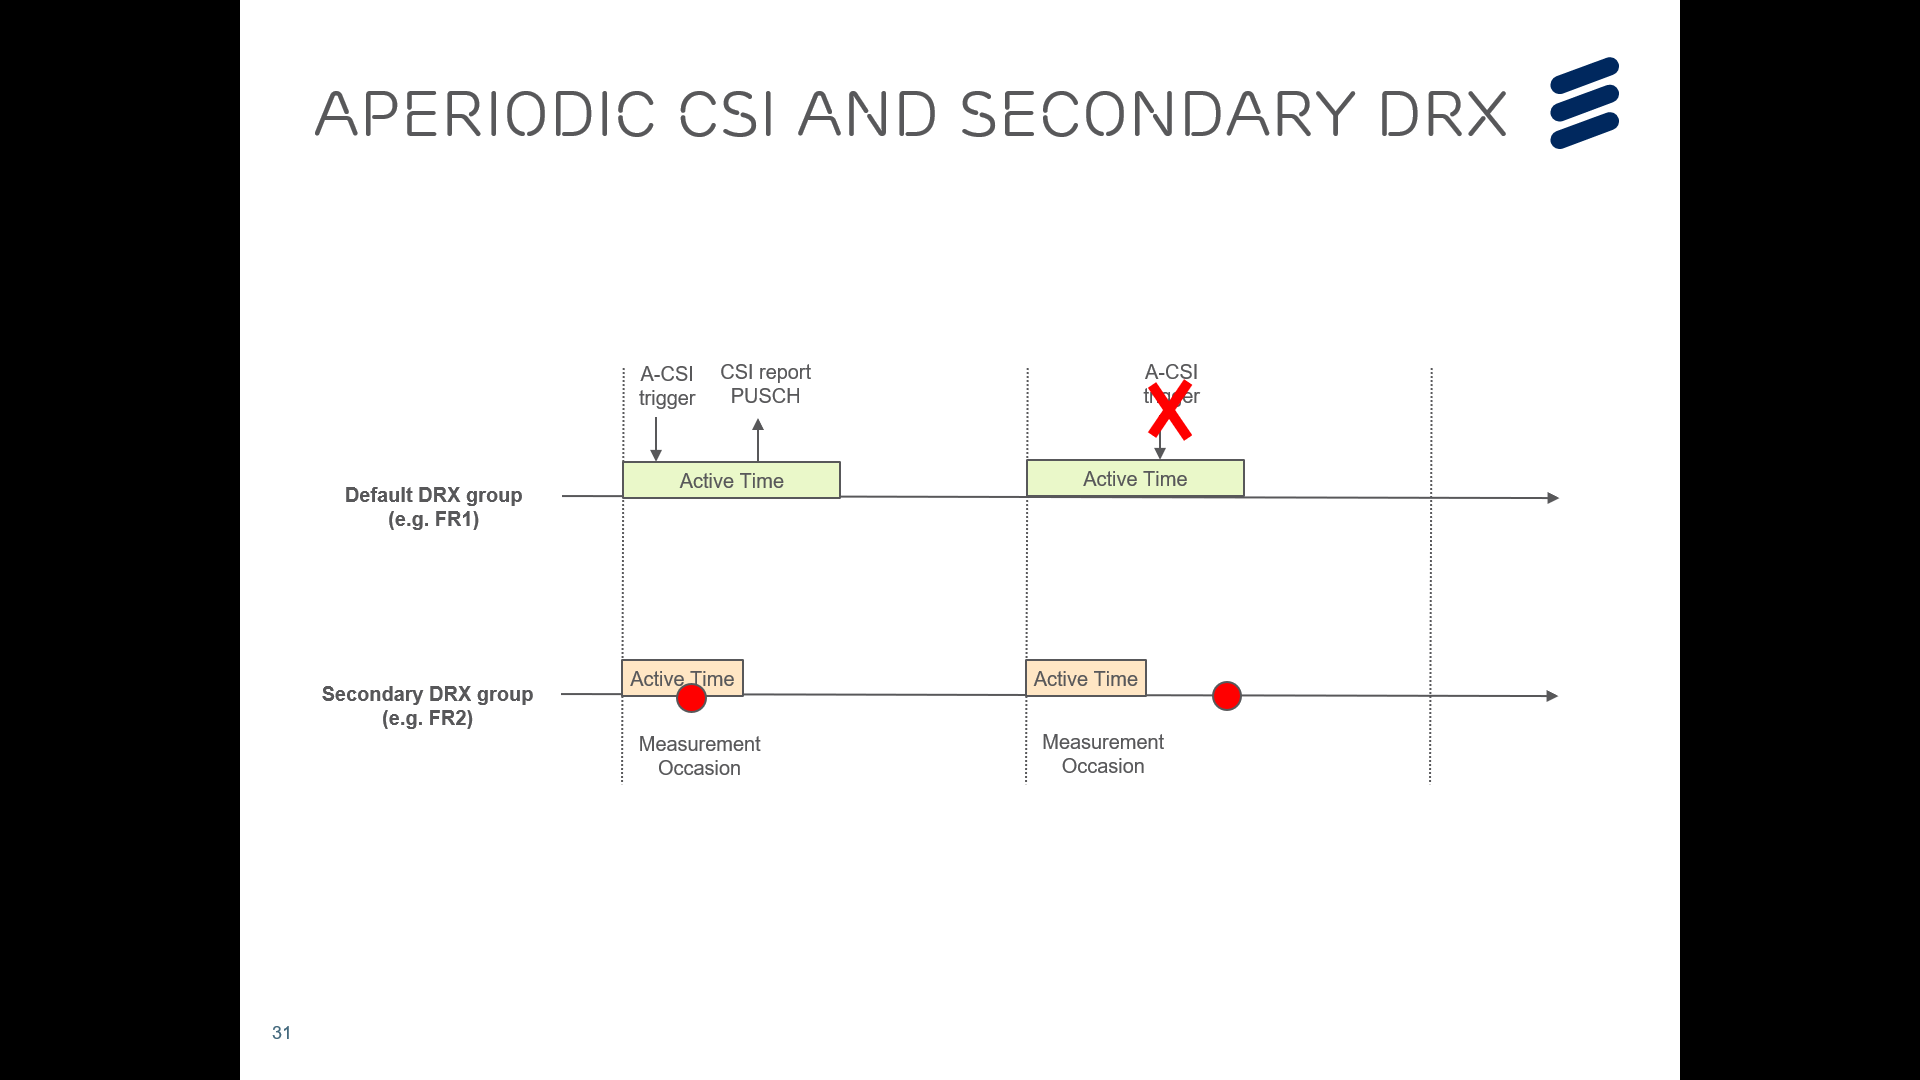 APERIODIC CSI AND SECONDARY DRX
A-CSI
trigger
CSI report
PUSCH
A-CSI
trigger
Active Time
Active Time
Default DRX group
(e.g. FR1)
Active Time
Active Time
Secondary DRX group
(e.g. FR2)
Measurement
Occasion
Measurement
Occasion
31